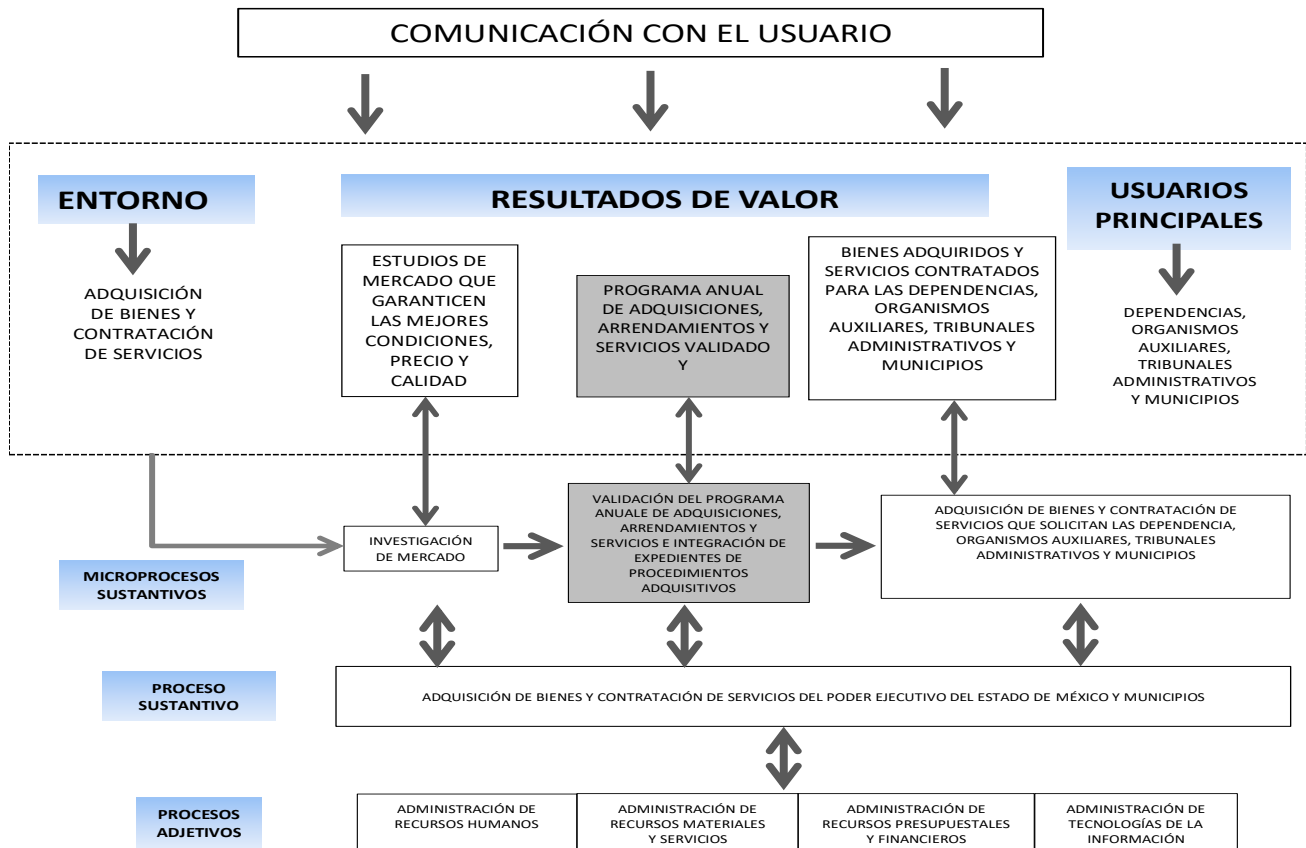 COMUNICACIÓN CON EL USUARIO
ENTORNO
ADQUISICIÓN
DE BIENES Y
CONTRATACIÓN
DE SERVICIOS
RESULTADOS DE VALOR
ESTUDIOS DE
MERCADO QUE
GARANTICEN
LAS MEJORES
CONDICIONES,
PRECIO Y
CALIDAD
PROGRAMA ANUAL
DE ADQUISICIONES,
ARRENDAMIENTOS Y
SERVICIOS VALIDADO
Y
BIENES ADQUIRIDOS Y
SERVICIOS CONTRATADOS
PARA LAS DEPENDENCIAS,
ORGANISMOS
AUXILIARES, TRIBUNALES
ADMINISTRATIVOS Y
MUNICIPIOS
USUARIOS
PRINCIPALES
DEPENDENCIAS,
ORGANISMOS
AUXILIARES,
TRIBUNALES
ADMINISTRATIVOS
Y MUNICIPIOS
MICROPROCESOS
SUSTANTIVOS
INVESTIGACIÓN
DE MERCADO
VALIDACIÓN DEL PROGRAMA
ANUALE DE ADQUISICIONES,
ARRENDAMIENTOS Y
SERVICIOS E INTEGRACIÓN DE
EXPEDIENTES DE
PROCEDIMIENTOS
ADQUISITIVOS
ADQUISICIÓN DE BIENES Y CONTRATACIÓN DE
SERVICIOS QUE SOLICITAN LAS DEPENDENCIA,
ORGANISMOS AUXILIARES, TRIBUNALES
ADMINISTRATIVOS Y MUNICIPIOS
PROCESO
SUSTANTIVO
ADQUISICIÓN DE BIENES Y CONTRATACIÓN DE SERVICIOS DEL PODER EJECUTIVO DEL ESTADO DE MÉXICO Y MUNICIPIOS
PROCESOS
ADJETIVOS
ADMINISTRACIÓN DE
RECURSOS HUMANOS
ADMINISTRACIÓN DE
RECURSOS MATERIALES
Y SERVICIOS
ADMINISTRACIÓN DE
RECURSOS PRESUPUESTALES
Y FINANCIEROS
ADMINISTRACIÓN DE
TECNOLOGÍAS DE LA
INFORMACIÓN